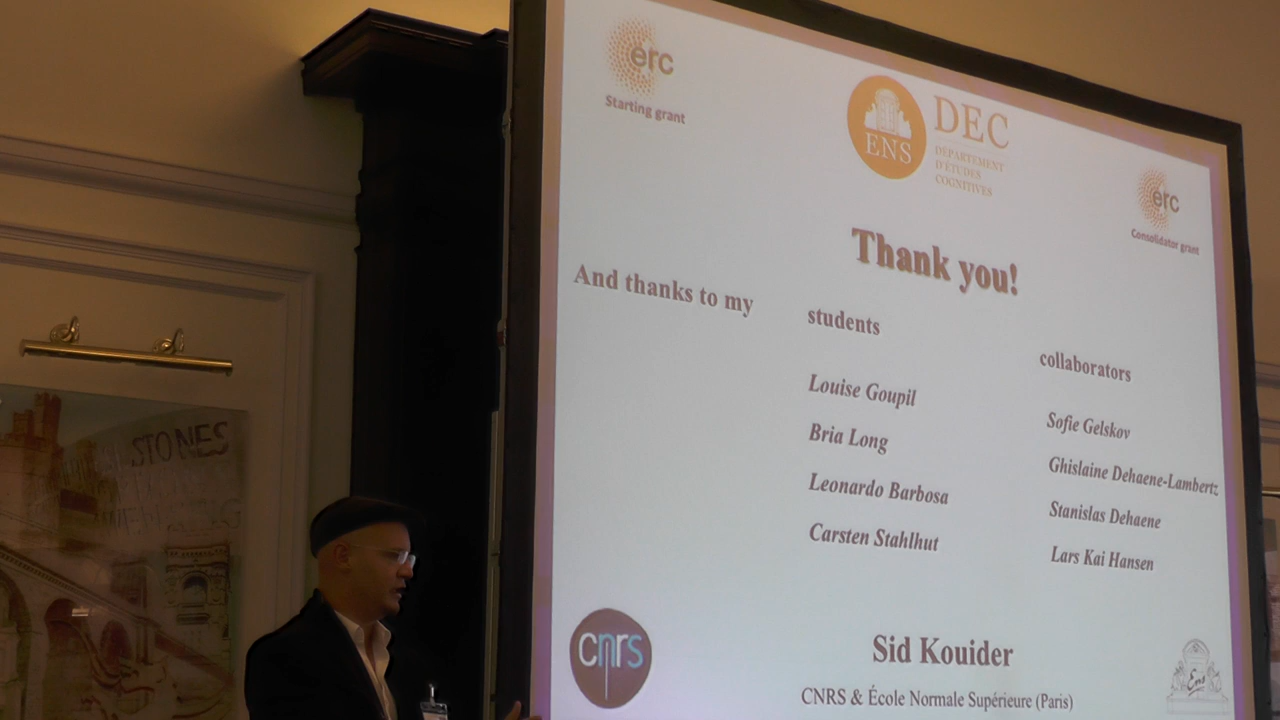 erc
Starting grant
ENS
DEC
DÉPARTEMENT
D'ÉTUDES
COGNITIVES
erc
Consolidator grant
Thank you!
And thanks to my
students
collaborators
Louise Goupil
Bria Long
Leonardo Barbosa
Carsten Stahlhut
Sofie Gelskov
Ghislaine Dehaene-Lambertz
Stanislas Dehaene
Lars Kai Hansen
cnrs
Sid Kouider
CNRS & École Normale Supérieure (Paris)
Ens
STONES